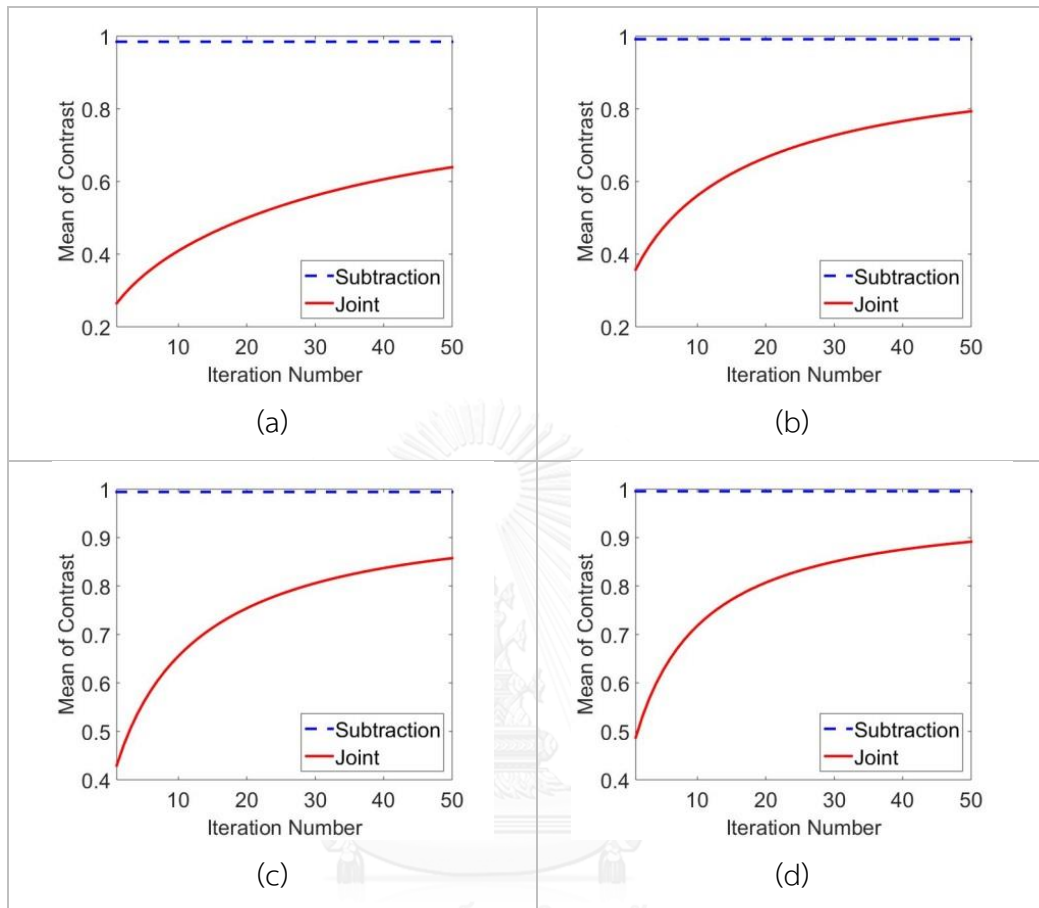 1
0.8
0.6
0.4
0.2
Mean of Contrast
Subtraction
Joint
10 20 30 40 50
Iteration Number
(a)
1
0.8
0.6
0.4
0.2
Mean of Contrast
Subtraction
Joint
10 20 30 40 50
Iteration Number
(b)
1
0.9
0.8
0.7
0.6
0.5
0.4
Mean of Contrast
Subtraction
Joint
10 20 30 40 50
Iteration Number
(c)
1
0.9
0.8
0.7
0.6
0.5
0.4
Mean of Contrast
Subtraction
Joint
10 20 30 40 50
Iteration Number
(d)